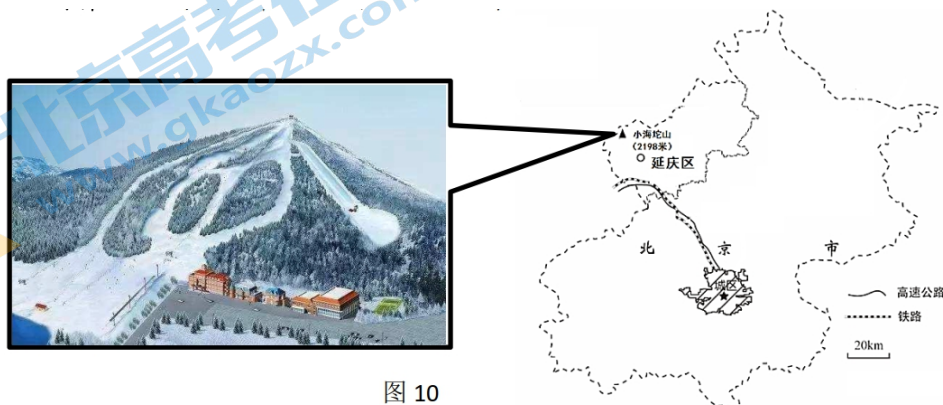 北京高考在
www.gkaozx.com
小海坨山
(2198米)
延庆区
北 京 市
城区
高速公路
铁路
20km
图 10